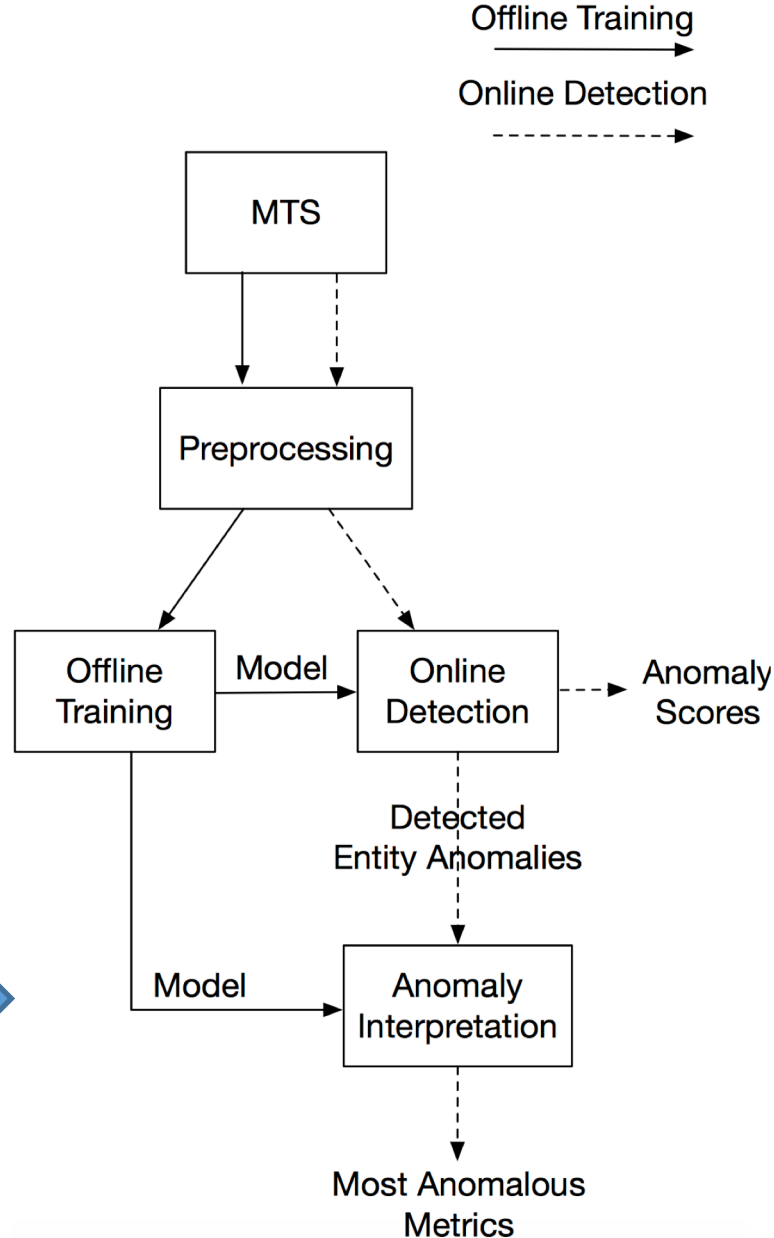 Offline Training
Online Detection
MTS
Preprocessing
Offline
Training
Model
Online
Detection
Anomaly
Scores
Detected
Entity Anomalies
Model
Anomaly
Interpretation
Most Anomalous
Metrics